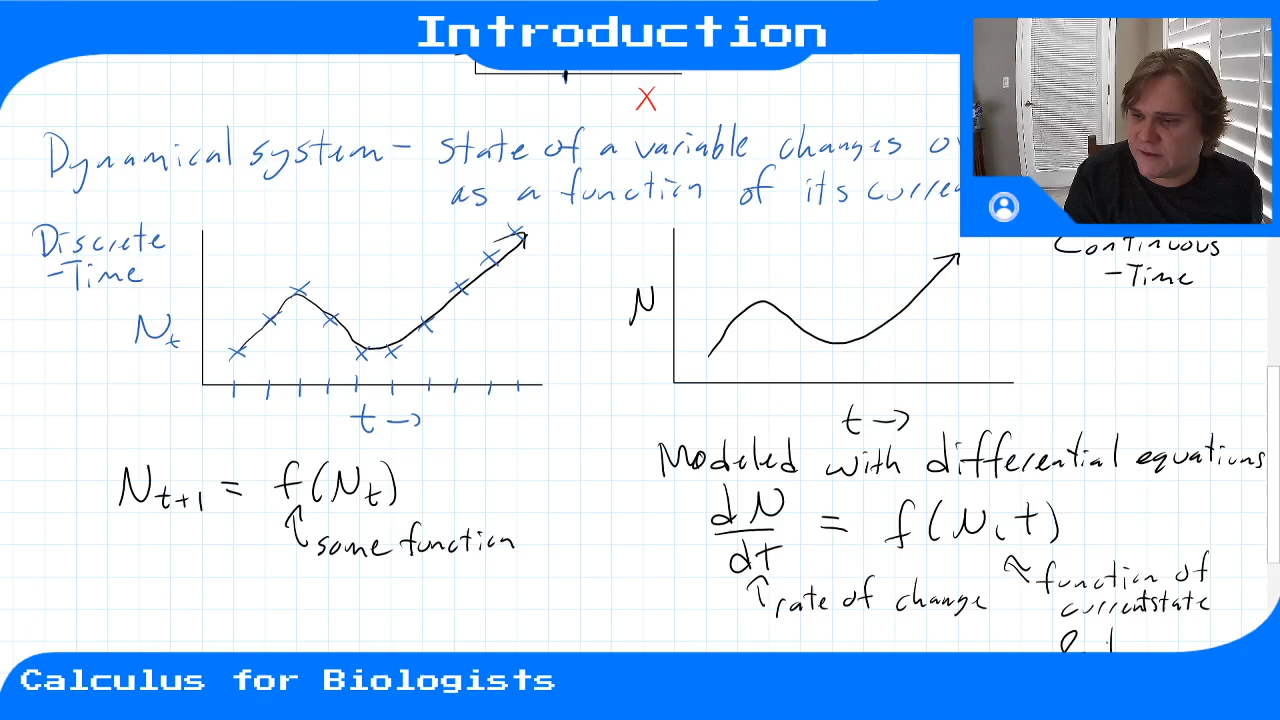 Introduction
X
Dynamical system - state of a variable changes
as a function of its
Discrete
-Time
Continuous
-Time
N_t
N
t →
t →
Modeled with differential equations
N_{t+1} = f(N_t)
some function
dN/dt = f(N, t)
rate of change
function of
current state
Calculus for Biologists